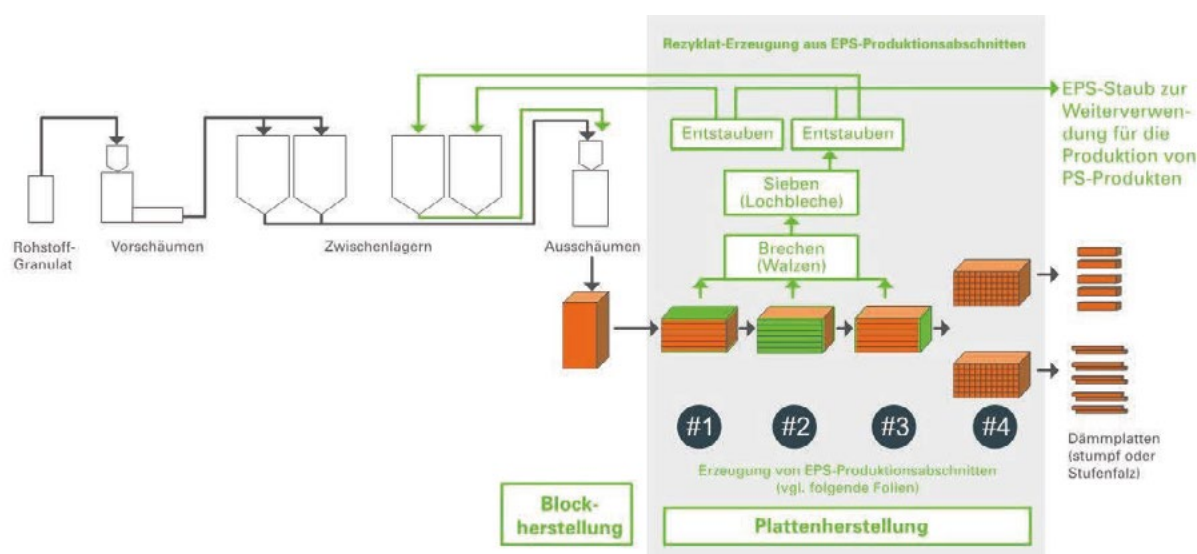 Rezyklat-Erzeugung aus EPS-Produktionsabschnitten
EPS-Staub zur
Weiterverwen-
dung für die
Produktion von
PS-Produkten
Entstauben
Entstauben
Sieben
(Lochbleche)
Brechen
(Walzen)
Rohstoff-
Granulat
Vorschäumen
Zwischenlagern
Ausschäumen
#1
#2
#3
#4
Dämmplatten
(stumpf oder
Stufenfalz)
Erzeugung von EPS-Produktionsabschnitten
(vgl. folgende Folien)
Block-
herstellung
Plattenherstellung